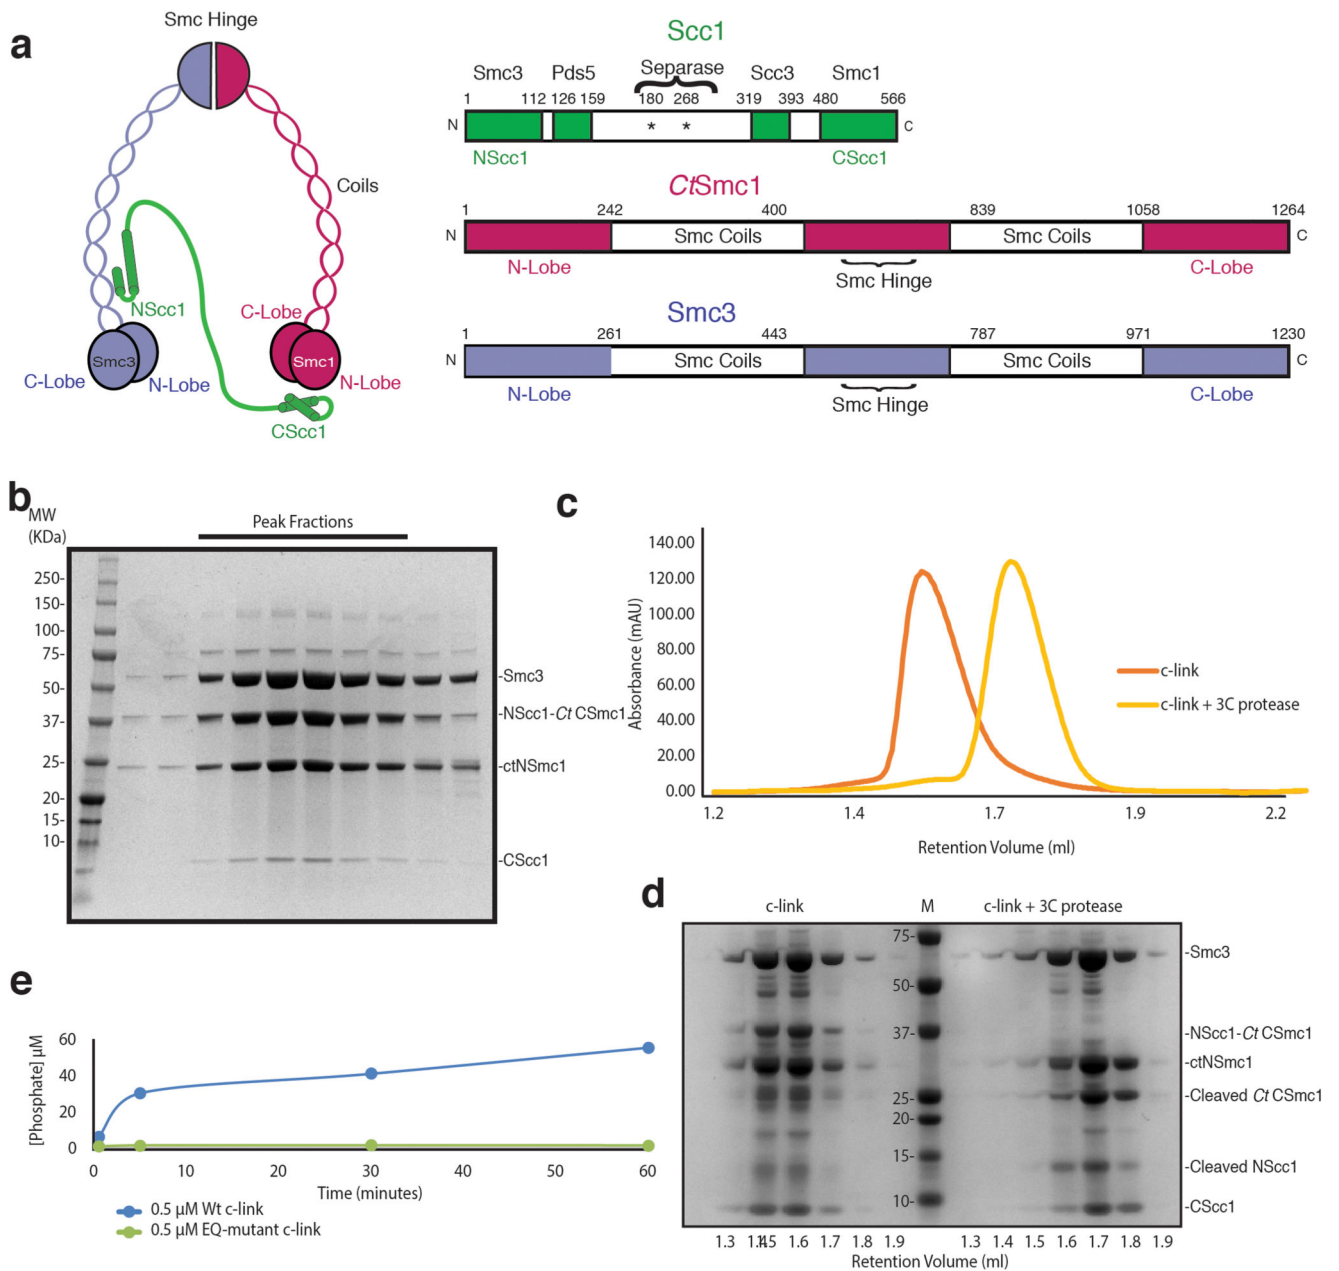 a
Smc Hinge
Coils
NScc1
C-Lobe
Smc3
Smc1
C-Lobe
N-Lobe
N-Lobe
CScc1
Scc1
Smc3 Pds5 Separase Scc3 Smc1
1 112 126 159 180 268 319 393 480 566
N * * C
NScc1 CScc1
CtSmc1
1 242 400 839 1058 1264
N Smc Coils Smc Coils C
N-Lobe Smc Hinge C-Lobe
Smc3
1 261 443 787 971 1230
N Smc Coils Smc Coils C
N-Lobe Smc Hinge C-Lobe
b
MW
(KDa)
Peak Fractions
250-
150-
100-
75-
50-
37-
25-
20-
15-
10-
-Smc3
-NScc1-Ct CSmc1
-ctNSmc1
-CScc1
c
Absorbance (mAU)
140.00
120.00
100.00
80.00
60.00
40.00
20.00
0.00
1.2 1.4 1.7 1.9 2.2
Retention Volume (ml)
c-link
c-link + 3C protease
d
c-link M c-link + 3C protease
75-
50-
37-
25-
20-
15-
10-
-Smc3
-NScc1-Ct CSmc1
-ctNSmc1
-Cleaved Ct CSmc1
-Cleaved NScc1
-CScc1
1.3 1.4 1.5 1.6 1.7 1.8 1.9 1.3 1.4 1.5 1.6 1.7 1.8 1.9
Retention Volume (ml)
e
[Phosphate] µM
60
40
20
0
0 10 20 30 40 50 60
Time (minutes)
0.5 µM Wt c-link
0.5 µM EQ-mutant c-link